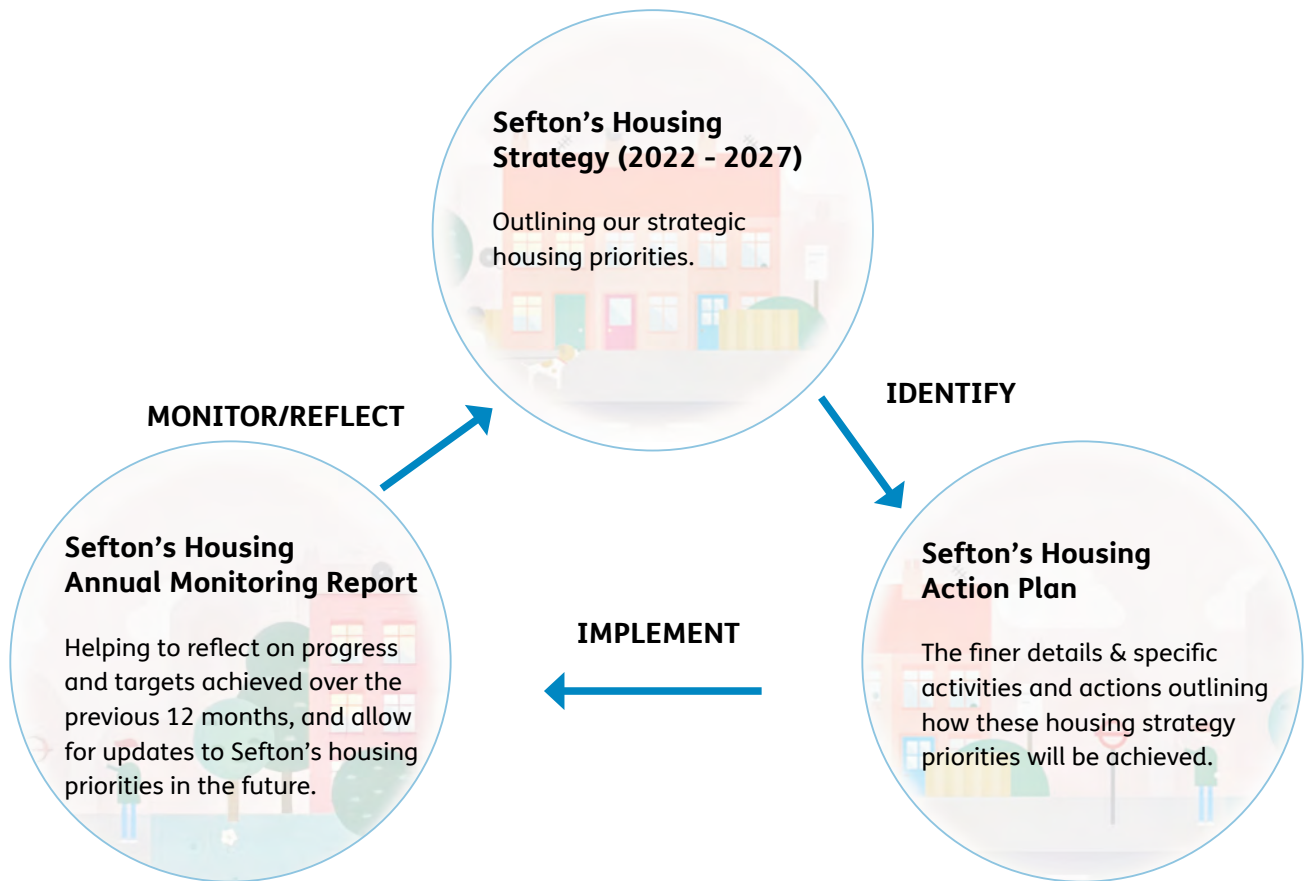 Sefton's Housing
Strategy (2022 - 2027)
Outlining our strategic
housing priorities.
MONITOR/REFLECT
IDENTIFY
Sefton's Housing
Annual Monitoring Report
Helping to reflect on progress
and targets achieved over the
previous 12 months, and allow
for updates to Sefton's housing
priorities in the future.
IMPLEMENT
Sefton's Housing
Action Plan
The finer details & specific
activities and actions outlining
how these housing strategy
priorities will be achieved.